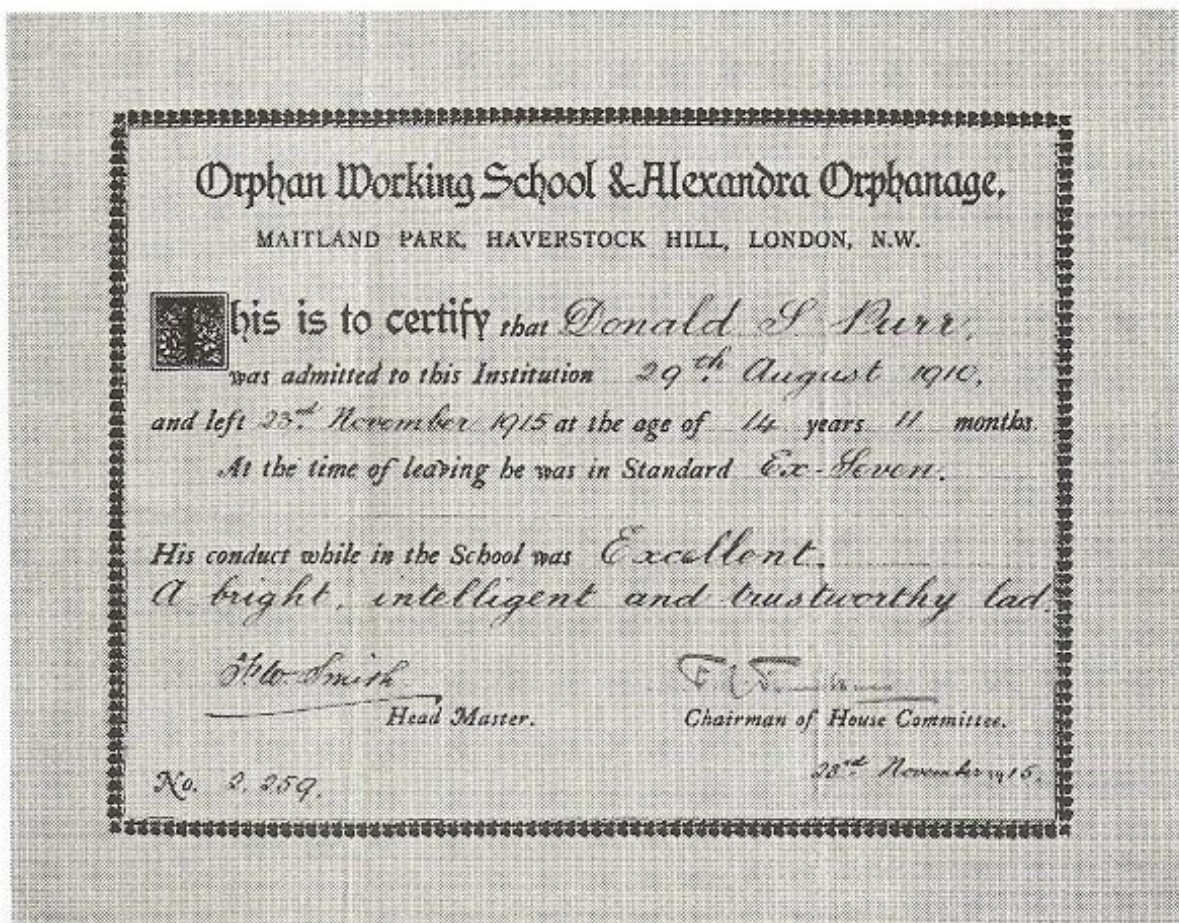 Orphan Working School & Alexandra Orphanage,
MAITLAND PARK, HAVERSTOCK HILL, LONDON, N.W.
This is to certify that Donald S Purr,
was admitted to this Institution 29th August 1910,
and left 23rd November 1915 at the age of 14 years 11 months.
At the time of leaving he was in Standard Ex-Seven.
His conduct while in the School was Excellent.
A bright, intelligent and trustworthy lad.
F.W. Smith
Head Master.
Chairman of House Committee.
23rd November 1915.
No. 2,259.